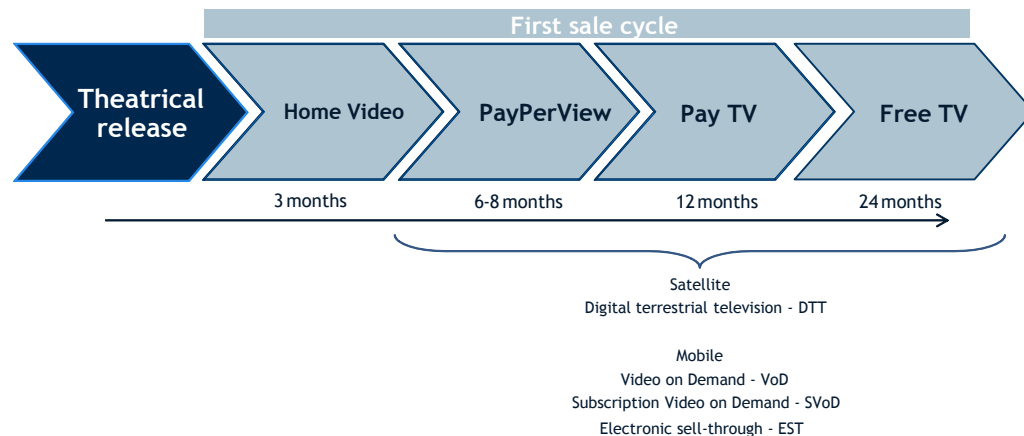 First sale cycle
Theatrical
release
Home Video
PayPerView
Pay TV
Free TV
3 months
6-8 months
12 months
24 months
Satellite
Digital terrestrial television - DTT
Mobile
Video on Demand - VoD
Subscription Video on Demand - SVoD
Electronic sell-through - EST